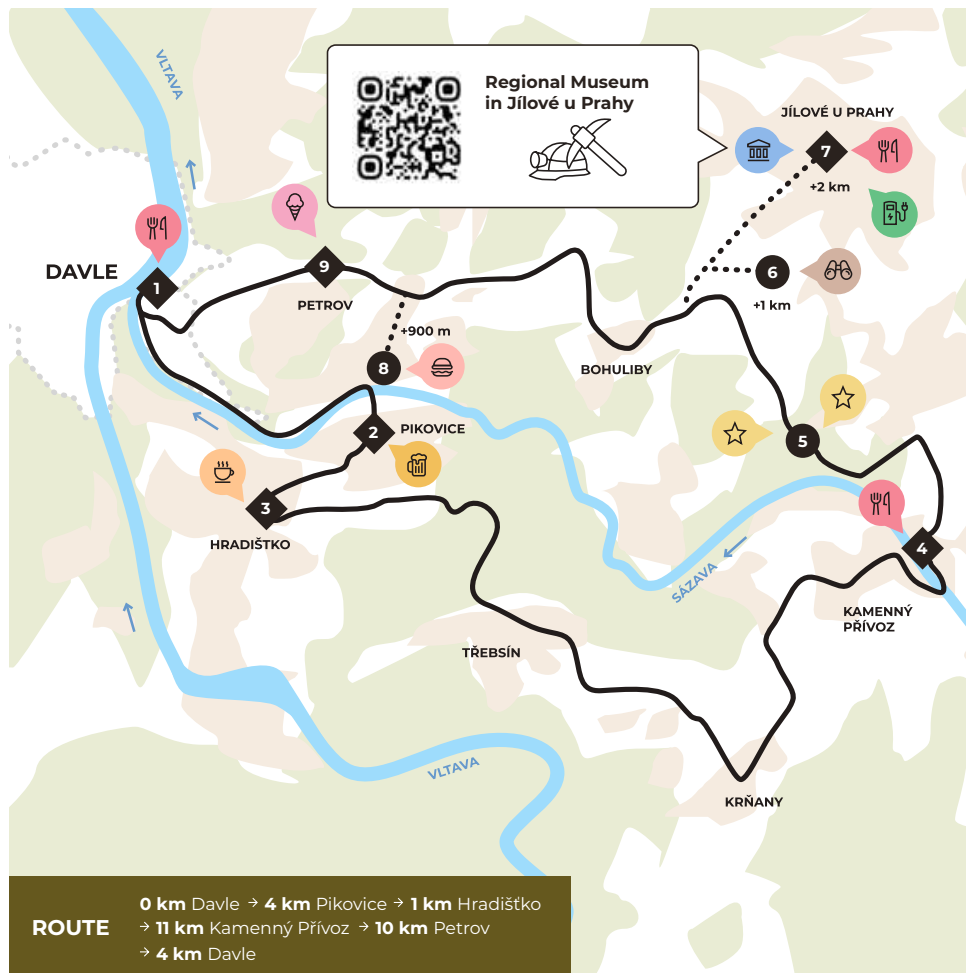 VLTAVA
Regional Museum
in Jílové u Prahy
JÍLOVÉ U PRAHY
7
+2 km
DAVLE
1
9
PETROV
6
+1 km
+900 m
8
BOHULIBY
2
PIKOVICE
5
3
HRADIŠTKO
4
SÁZAVA
KAMENNÝ
PŘÍVOZ
TŘEBSÍN
VLTAVA
KRŇANY
ROUTE
0 km Davle → 4 km Pikovice → 1 km Hradišťko
→ 11 km Kamenný Přívoz → 10 km Petrov
→ 4 km Davle